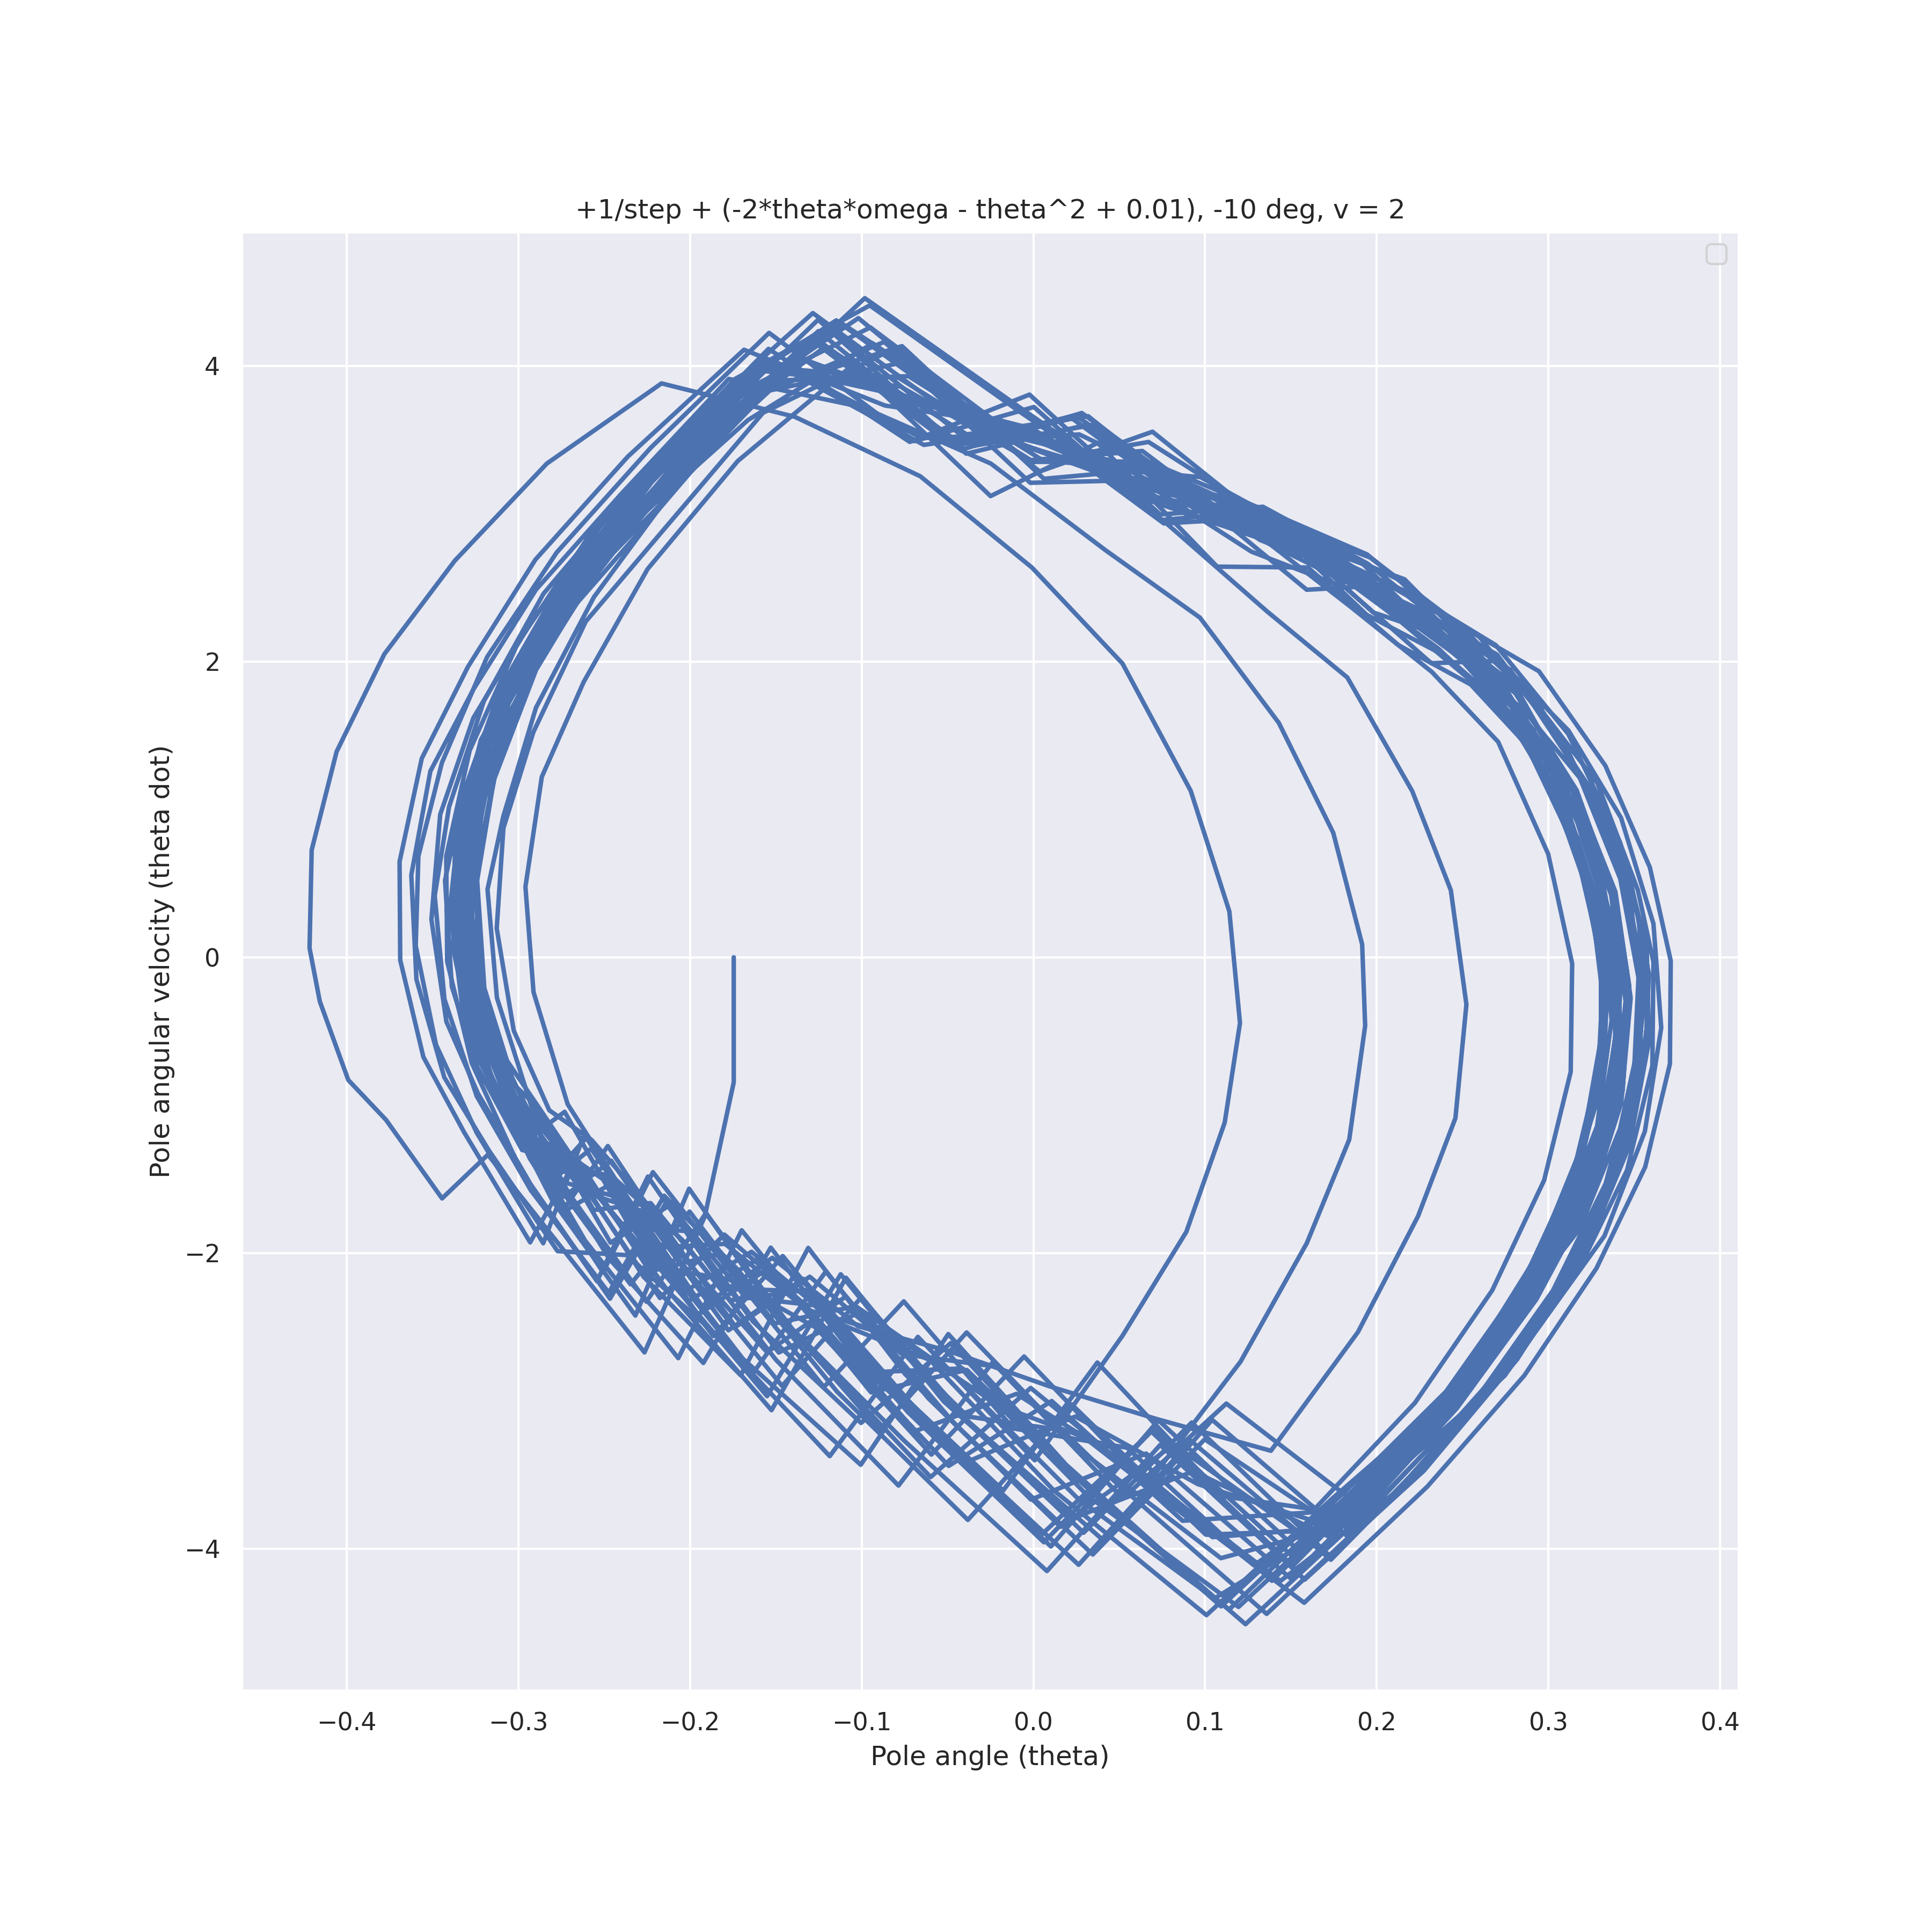 +1/step + (-2*theta*omega - theta^2 + 0.01), -10 deg, v = 2
Pole angular velocity (theta dot)
4
2
0
−2
−4
−0.4 −0.3 −0.2 −0.1 0.0 0.1 0.2 0.3 0.4
Pole angle (theta)